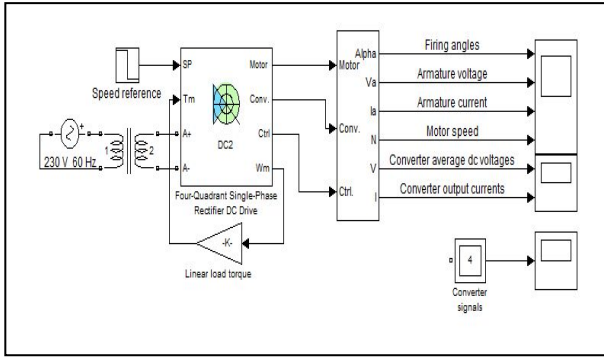 Speed reference
SP
Tm
A+
A-
Motor
Conv.
Ctrl
Wm
DC2
Four-Quadrant Single-Phase
Rectifier DC Drive
230 V 60 Hz
+
1
2
-K-
Linear load torque
Motor
Conv.
Ctrl.
Alpha
Va
Ia
N
V
I
Firing angles
Armature voltage
Armature current
Motor speed
Converter average dc voltages
Converter output currents
4
Converter
signals